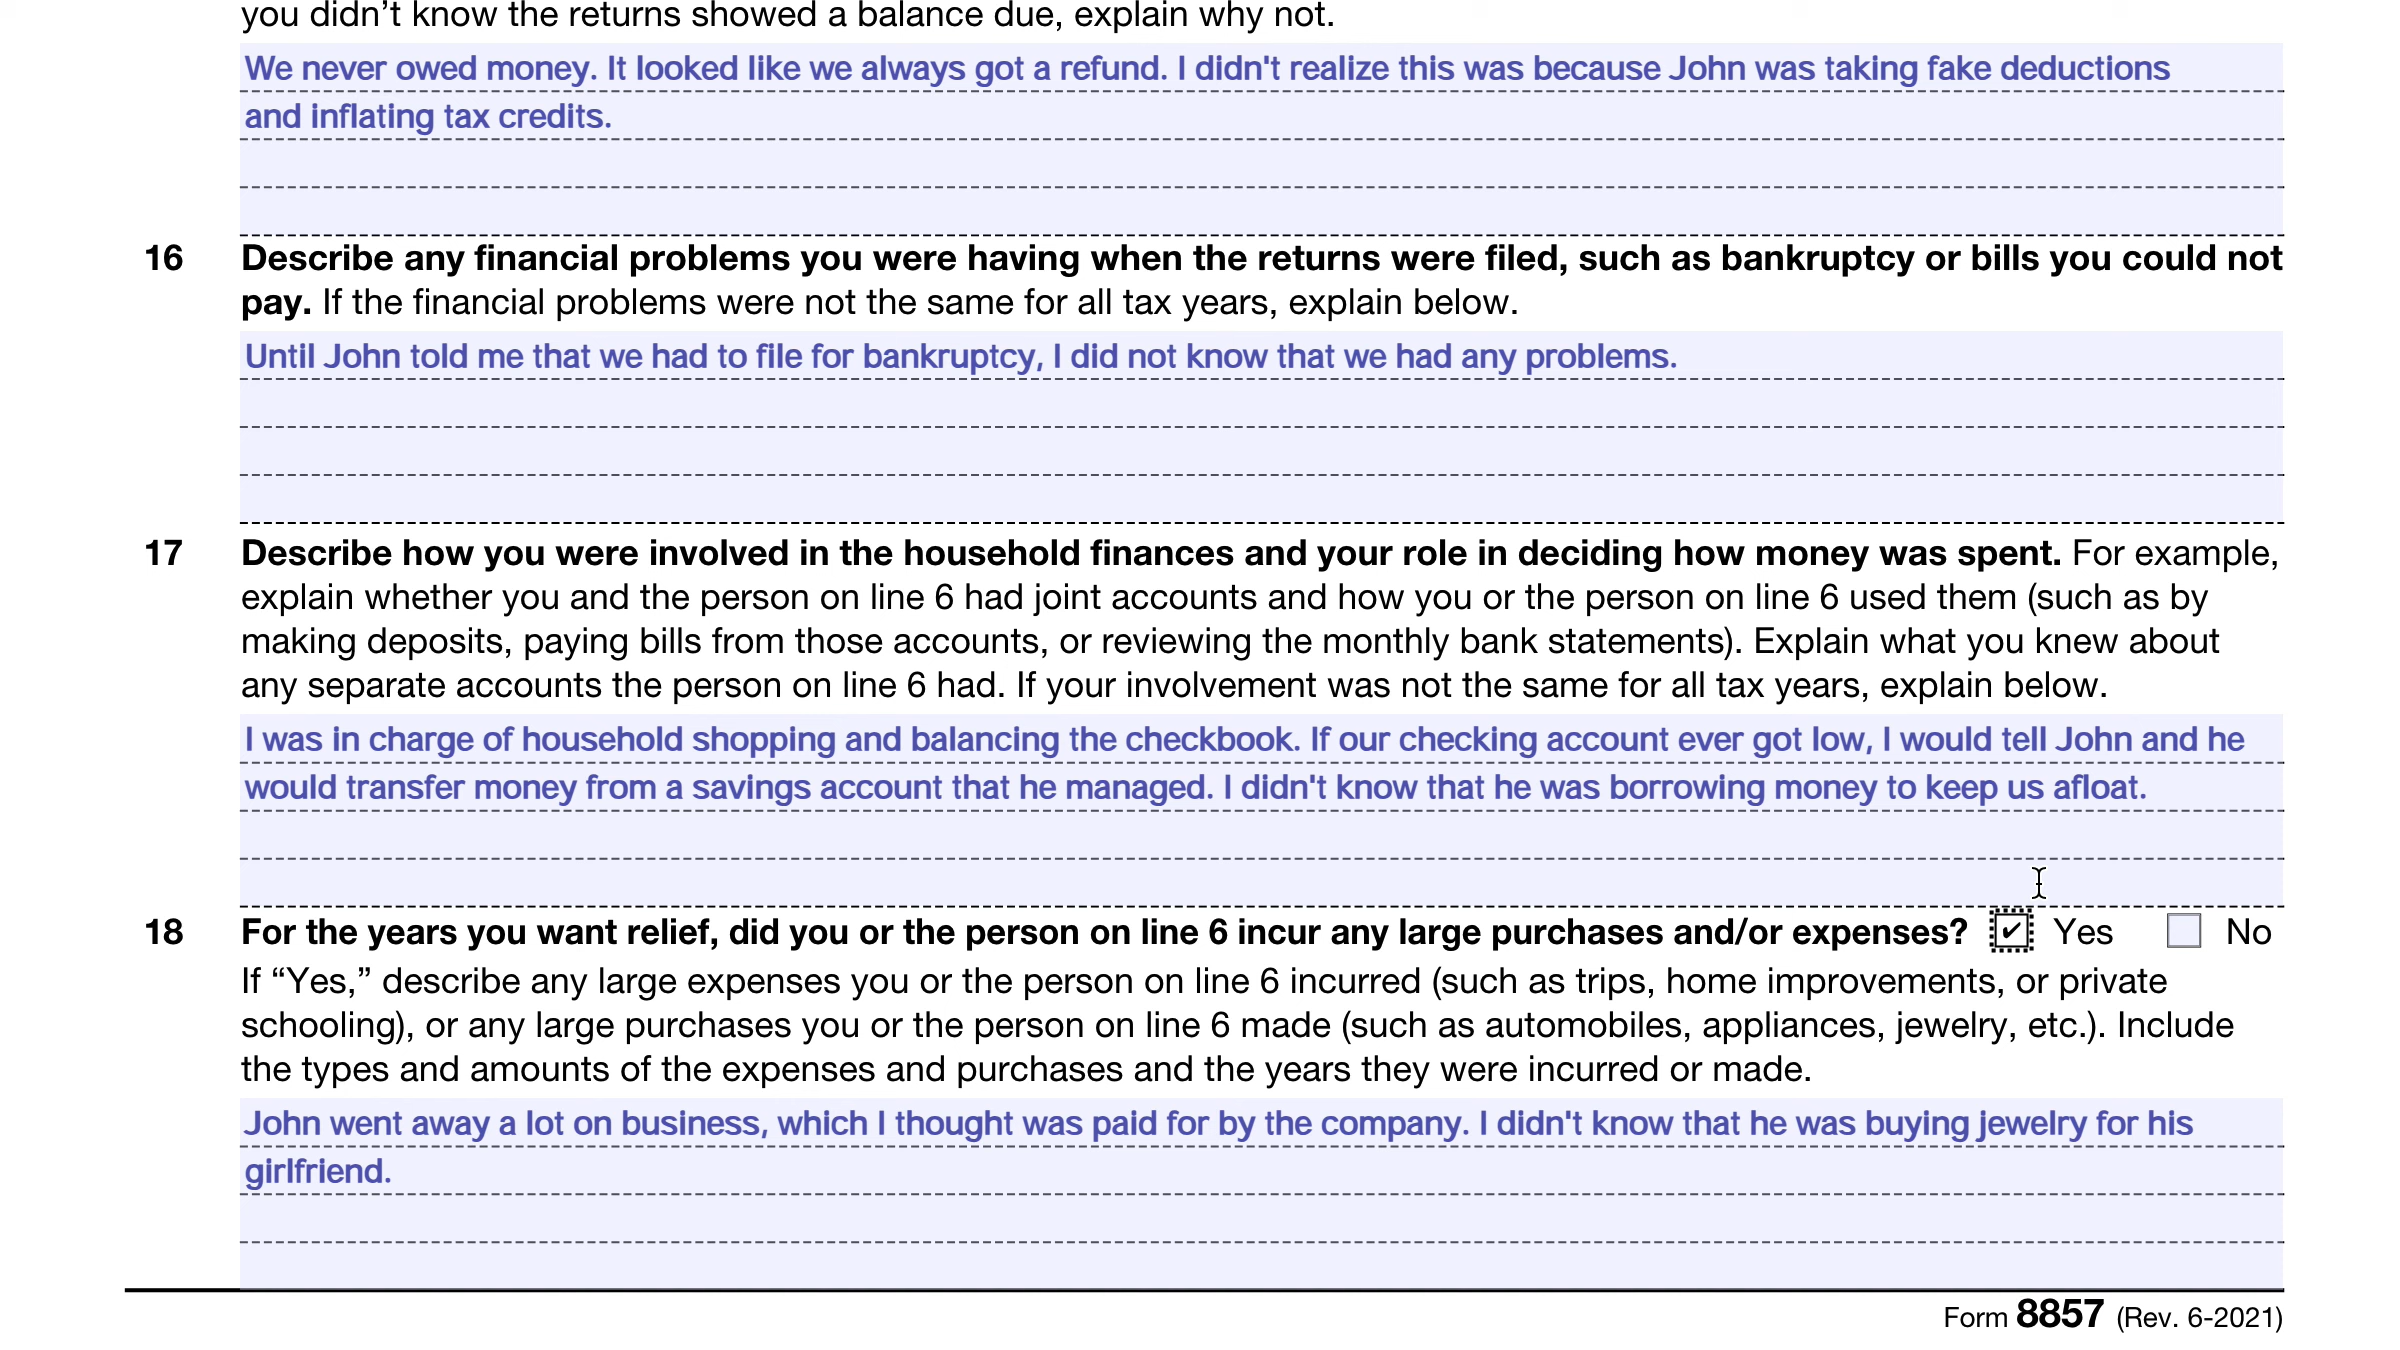 you didn’t know the returns showed a balance due, explain why not.
We never owed money. It looked like we always got a refund. I didn't realize this was because John was taking fake deductions
and inflating tax credits.
16 Describe any financial problems you were having when the returns were filed, such as bankruptcy or bills you could not
pay. If the financial problems were not the same for all tax years, explain below.
Until John told me that we had to file for bankruptcy, I did not know that we had any problems.
17 Describe how you were involved in the household finances and your role in deciding how money was spent. For example,
explain whether you and the person on line 6 had joint accounts and how you or the person on line 6 used them (such as by
making deposits, paying bills from those accounts, or reviewing the monthly bank statements). Explain what you knew about
any separate accounts the person on line 6 had. If your involvement was not the same for all tax years, explain below.
I was in charge of household shopping and balancing the checkbook. If our checking account ever got low, I would tell John and he
would transfer money from a savings account that he managed. I didn't know that he was borrowing money to keep us afloat.
18 For the years you want relief, did you or the person on line 6 incur any large purchases and/or expenses? ✔ Yes No
If “Yes,” describe any large expenses you or the person on line 6 incurred (such as trips, home improvements, or private
schooling), or any large purchases you or the person on line 6 made (such as automobiles, appliances, jewelry, etc.). Include
the types and amounts of the expenses and purchases and the years they were incurred or made.
John went away a lot on business, which I thought was paid for by the company. I didn't know that he was buying jewelry for his
girlfriend.
Form 8857 (Rev. 6-2021)